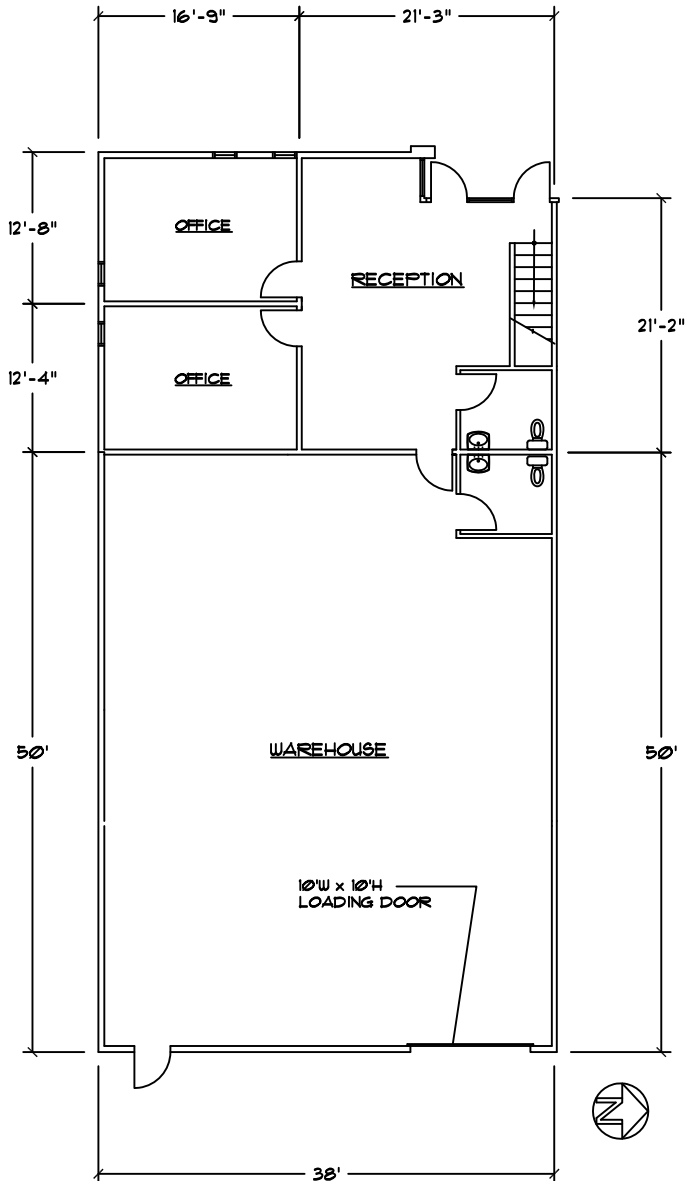 16'-9"
21'-3"
12'-8"
OFFICE
RECEPTION
21'-2"
12'-4"
OFFICE
50'
WAREHOUSE
50'
10'W x 10'H
LOADING DOOR
N
38'